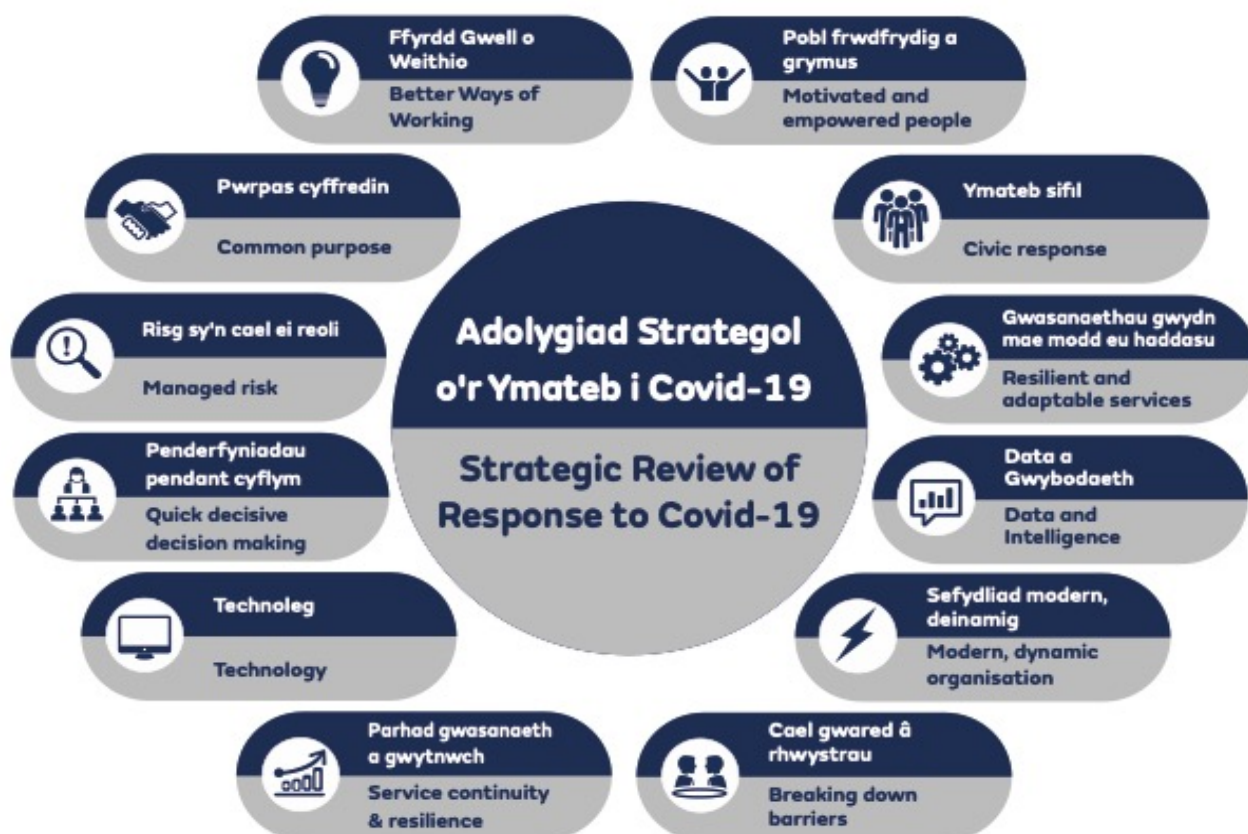 Ffyrdd Gwell o
Weithio
Better Ways of
Working
Pobl frwdfrydig a
grymus
Motivated and
empowered people
Pwrpas cyffredin
Common purpose
Ymateb sifil
Civic response
Adolygiad Strategol
o'r Ymateb i Covid-19
Strategic Review of
Response to Covid-19
Risg sy'n cael ei reoli
Managed risk
Gwasanaethau gwydn
mae modd eu haddasu
Resilient and
adaptable services
Penderfyniadau
pendant cyflym
Quick decisive
decision making
Data a
Gwybodaeth
Data and
Intelligence
Technoleg
Technology
Sefydliad modern,
deinamig
Modern, dynamic
organisation
Parhad gwasanaeth
a gwytnwch
Service continuity
& resilience
Cael gwared â
rhwystrau
Breaking down
barriers